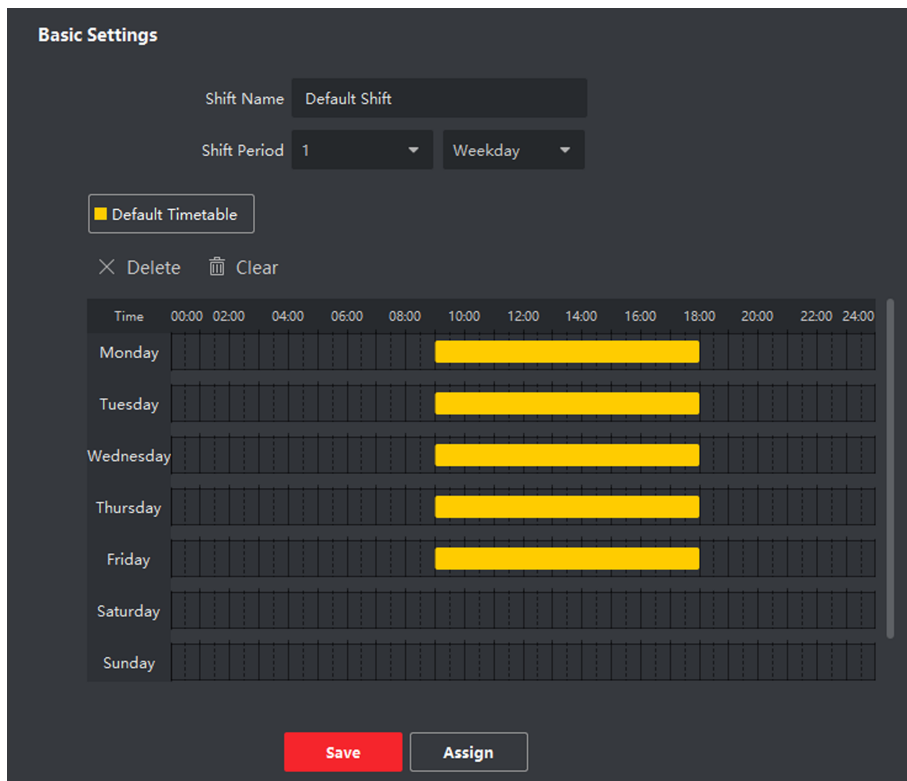 Basic Settings
Shift Name Default Shift
Shift Period 1 Weekday
Default Timetable
Delete Clear
Time 00:00 02:00 04:00 06:00 08:00 10:00 12:00 14:00 16:00 18:00 20:00 22:00 24:00
Monday
Tuesday
Wednesday
Thursday
Friday
Saturday
Sunday
Save Assign